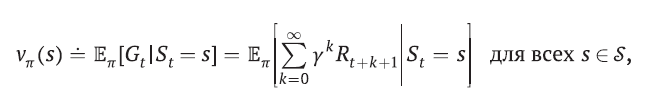 v_π(s) ≐ 𝔼_π[G_t|S_t = s] = 𝔼_π[∑_{k=0}^{∞} γ^k R_{t+k+1}|S_t = s] для всех s ∈ 𝒮,